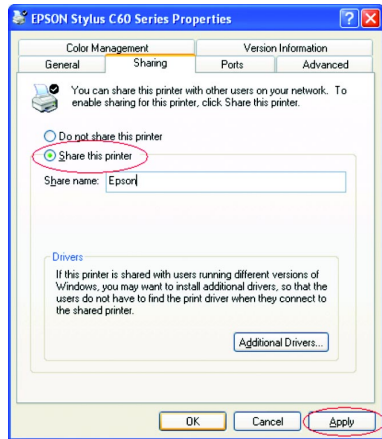 EPSON Stylus C60 Series Properties
Color Management Version Information
General Sharing Ports Advanced
You can share this printer with other users on your network. To
enable sharing for this printer, click Share this printer.
Do not share this printer
Share this printer
Share name: Epson
Drivers
If this printer is shared with users running different versions of
Windows, you may want to install additional drivers, so that the
users do not have to find the print driver when they connect to
the shared printer.
Additional Drivers...
OK Cancel Apply